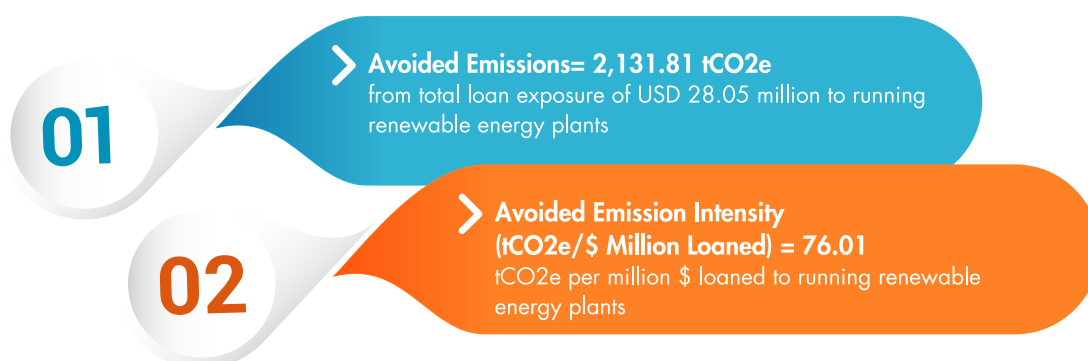 01
Avoided Emissions= 2,131.81 tCO2e
from total loan exposure of USD 28.05 million to running
renewable energy plants
02
Avoided Emission Intensity
(tCO2e/$ Million Loaned) = 76.01
tCO2e per million $ loaned to running renewable
energy plants